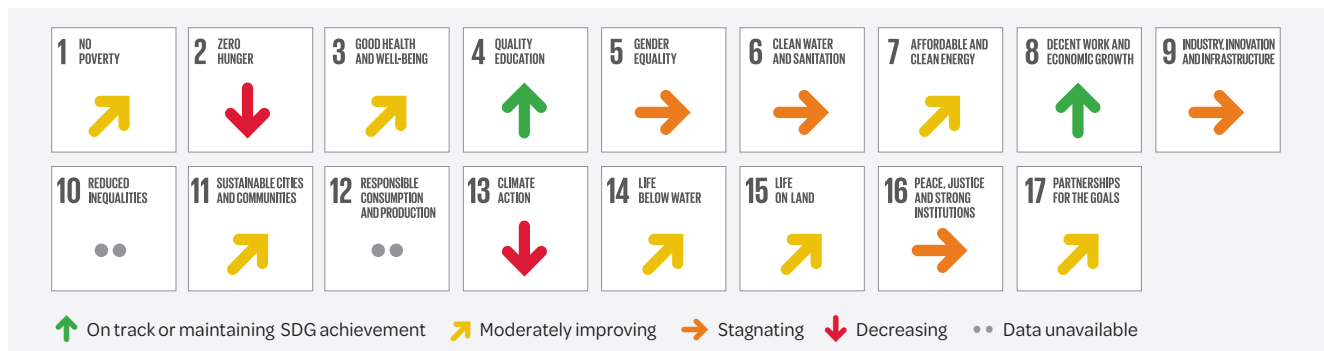 1 NO
POVERTY
2 ZERO
HUNGER
3 GOOD HEALTH
AND WELL-BEING
4 QUALITY
EDUCATION
5 GENDER
EQUALITY
6 CLEAN WATER
AND SANITATION
7 AFFORDABLE AND
CLEAN ENERGY
8 DECENT WORK AND
ECONOMIC GROWTH
9 INDUSTRY, INNOVATION
AND INFRASTRUCTURE
10 REDUCED
INEQUALITIES
11 SUSTAINABLE CITIES
AND COMMUNITIES
12 RESPONSIBLE
CONSUMPTION
AND PRODUCTION
13 CLIMATE
ACTION
14 LIFE
BELOW WATER
15 LIFE
ON LAND
16 PEACE, JUSTICE
AND STRONG
INSTITUTIONS
17 PARTNERSHIPS
FOR THE GOALS
On track or maintaining SDG achievement
Moderately improving
Stagnating
Decreasing
Data unavailable